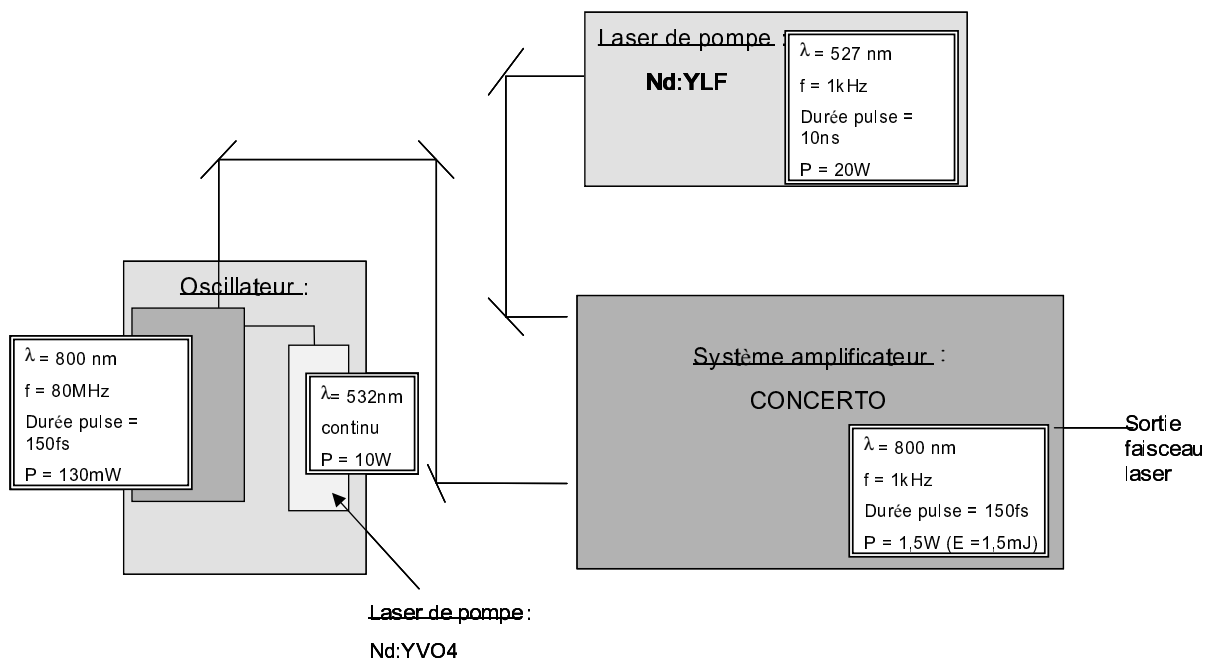 Laser de pompe :
Nd:YLF
λ = 527 nm
f = 1kHz
Durée pulse =
10ns
P = 20W
Oscillateur :
λ = 800 nm
f = 80MHz
Durée pulse =
150fs
P = 130mW
λ= 532nm
continu
P = 10W
Laser de pompe :
Nd:YVO4
Système amplificateur :
CONCERTO
λ = 800 nm
f = 1kHz
Durée pulse = 150fs
P = 1,5W (E =1,5mJ)
Sortie
faisceau
laser